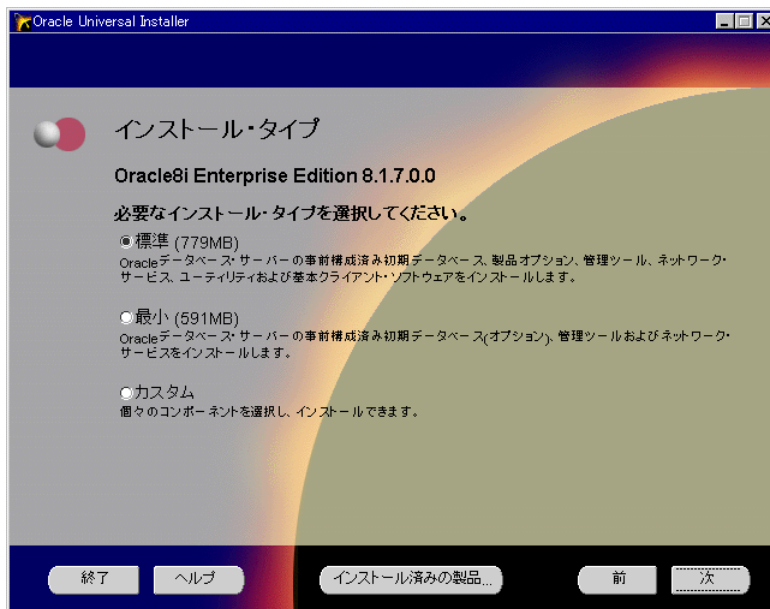 Oracle Universal Installer
インストール・タイプ
Oracle8i Enterprise Edition 8.1.7.0.0
必要なインストール・タイプを選択してください。
標準 (779MB)
Oracleデータベース・サーバーの事前構成済み初期データベース、製品オプション、管理ツール、ネットワーク・
サービス、ユーティリティおよび基本クライアント・ソフトウェアをインストールします。
最小 (591MB)
Oracleデータベース・サーバーの事前構成済み初期データベース(オプション)、管理ツールおよびネットワーク・
サービスをインストールします。
カスタム
個々のコンポーネントを選択し、インストールできます。
終了
ヘルプ
インストール済みの製品...
前
次